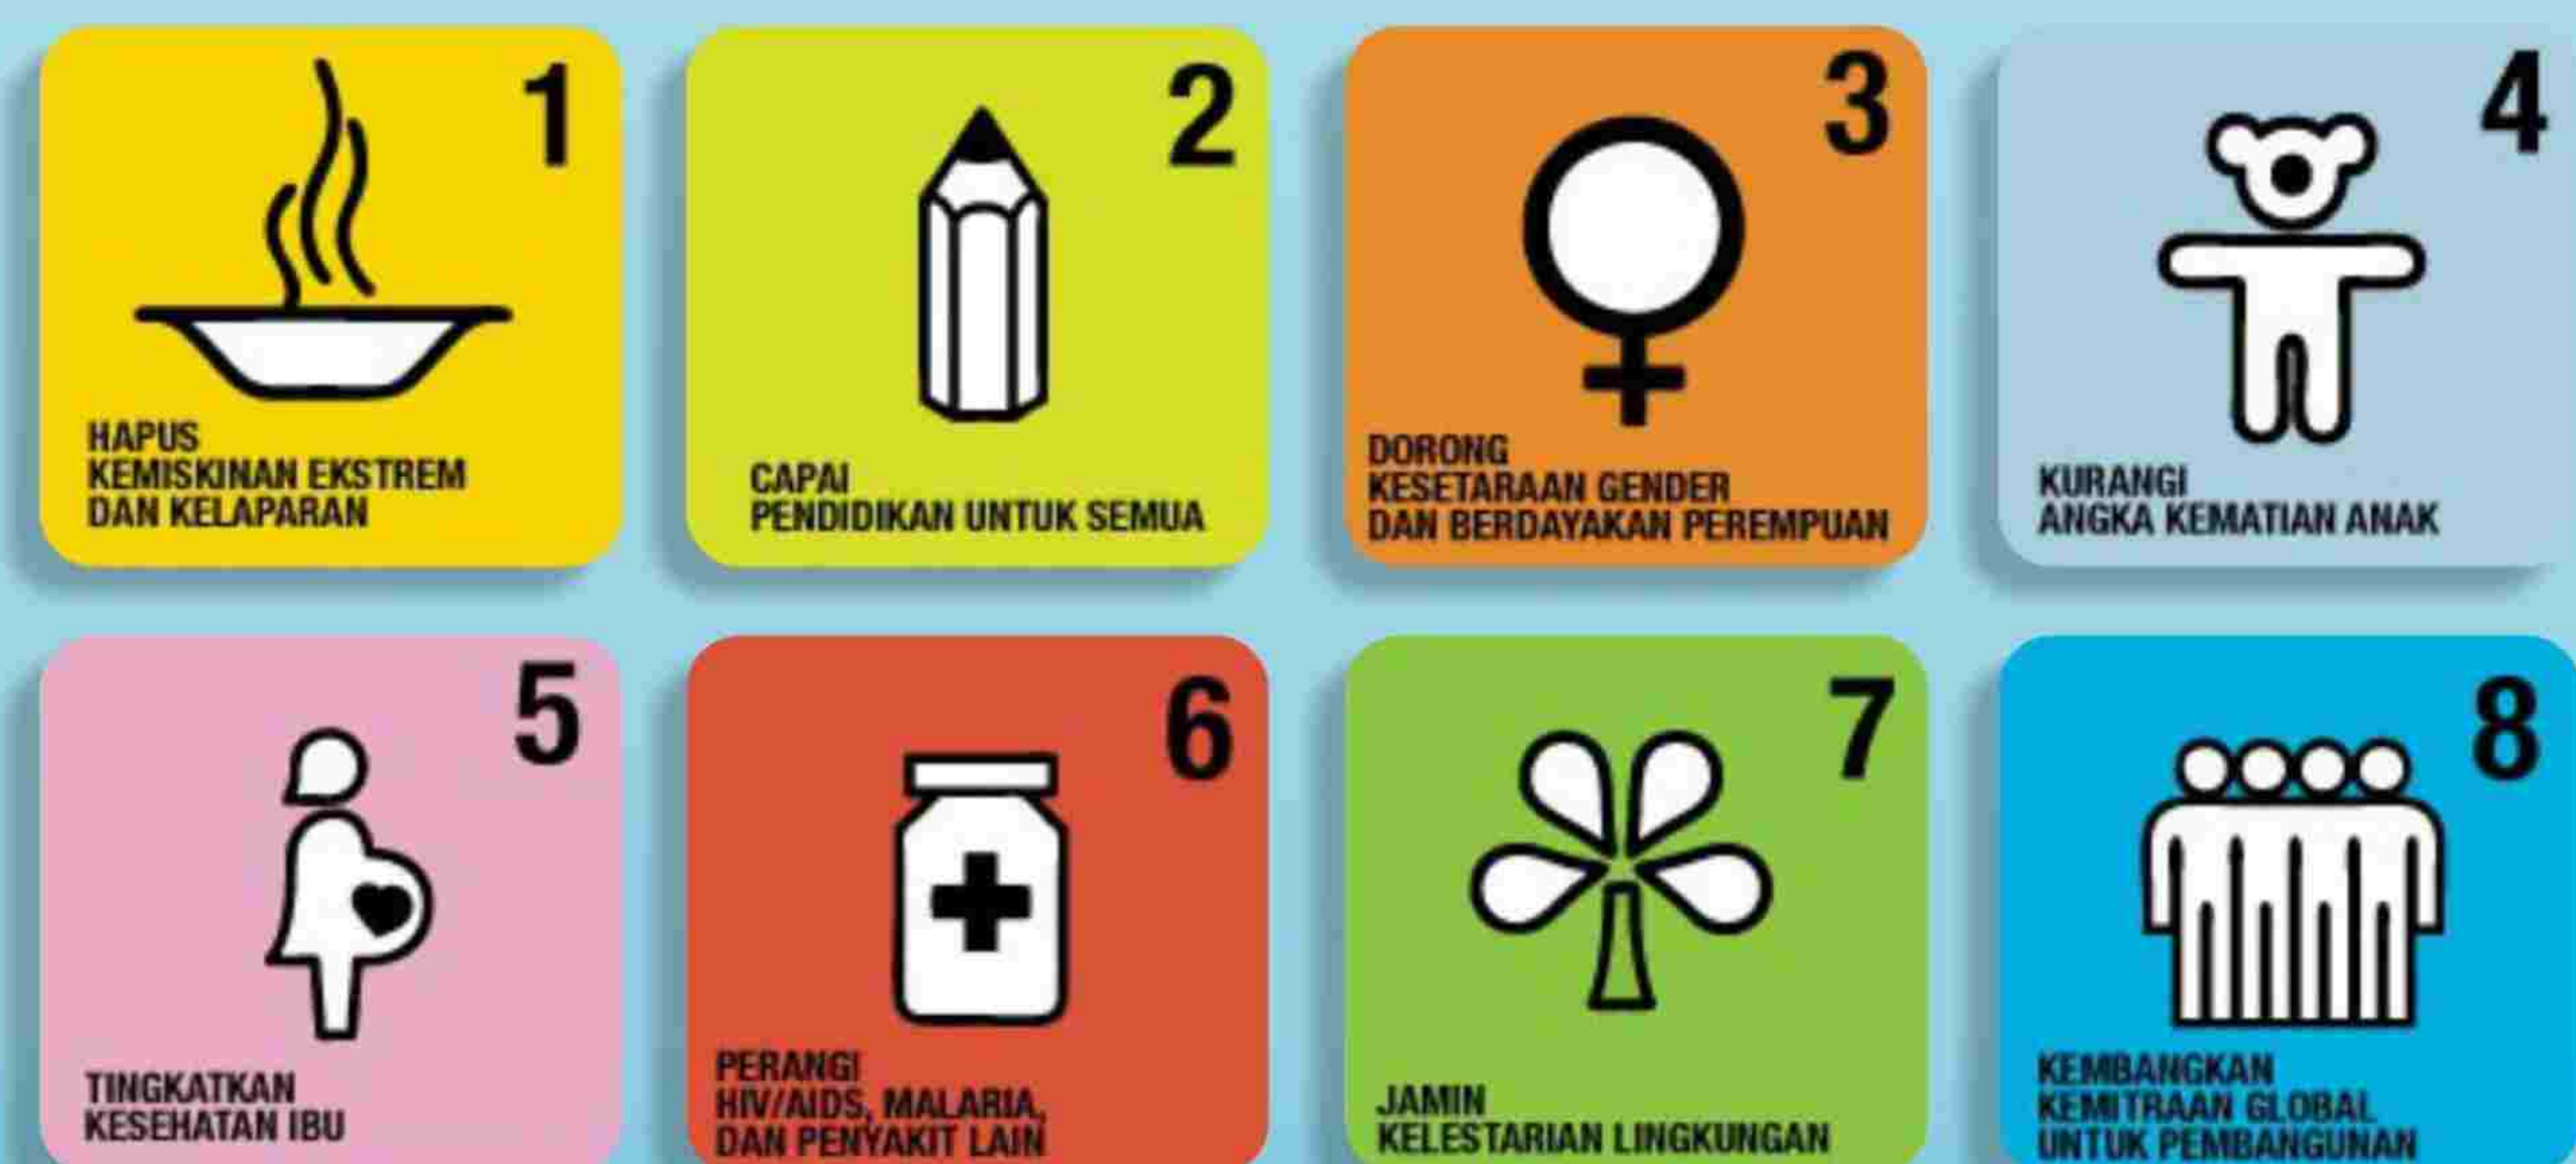 1
HAPUS
KEMISKINAN EKSTREM
DAN KELAPARAN
2
CAPAI
PENDIDIKAN UNTUK SEMUA
3
DORONG
KESETARAAN GENDER
DAN BERDAYAKAN PEREMPUAN
4
KURANGI
ANGKA KEMATIAN ANAK
5
TINGKATKAN
KESEHATAN IBU
6
PERANGI
HIV/AIDS, MALARIA,
DAN PENYAKIT LAIN
7
JAMIN
KELESTARIAN LINGKUNGAN
8
KEMBANGKAN
KEMITRAAN GLOBAL
UNTUK PEMBANGUNAN